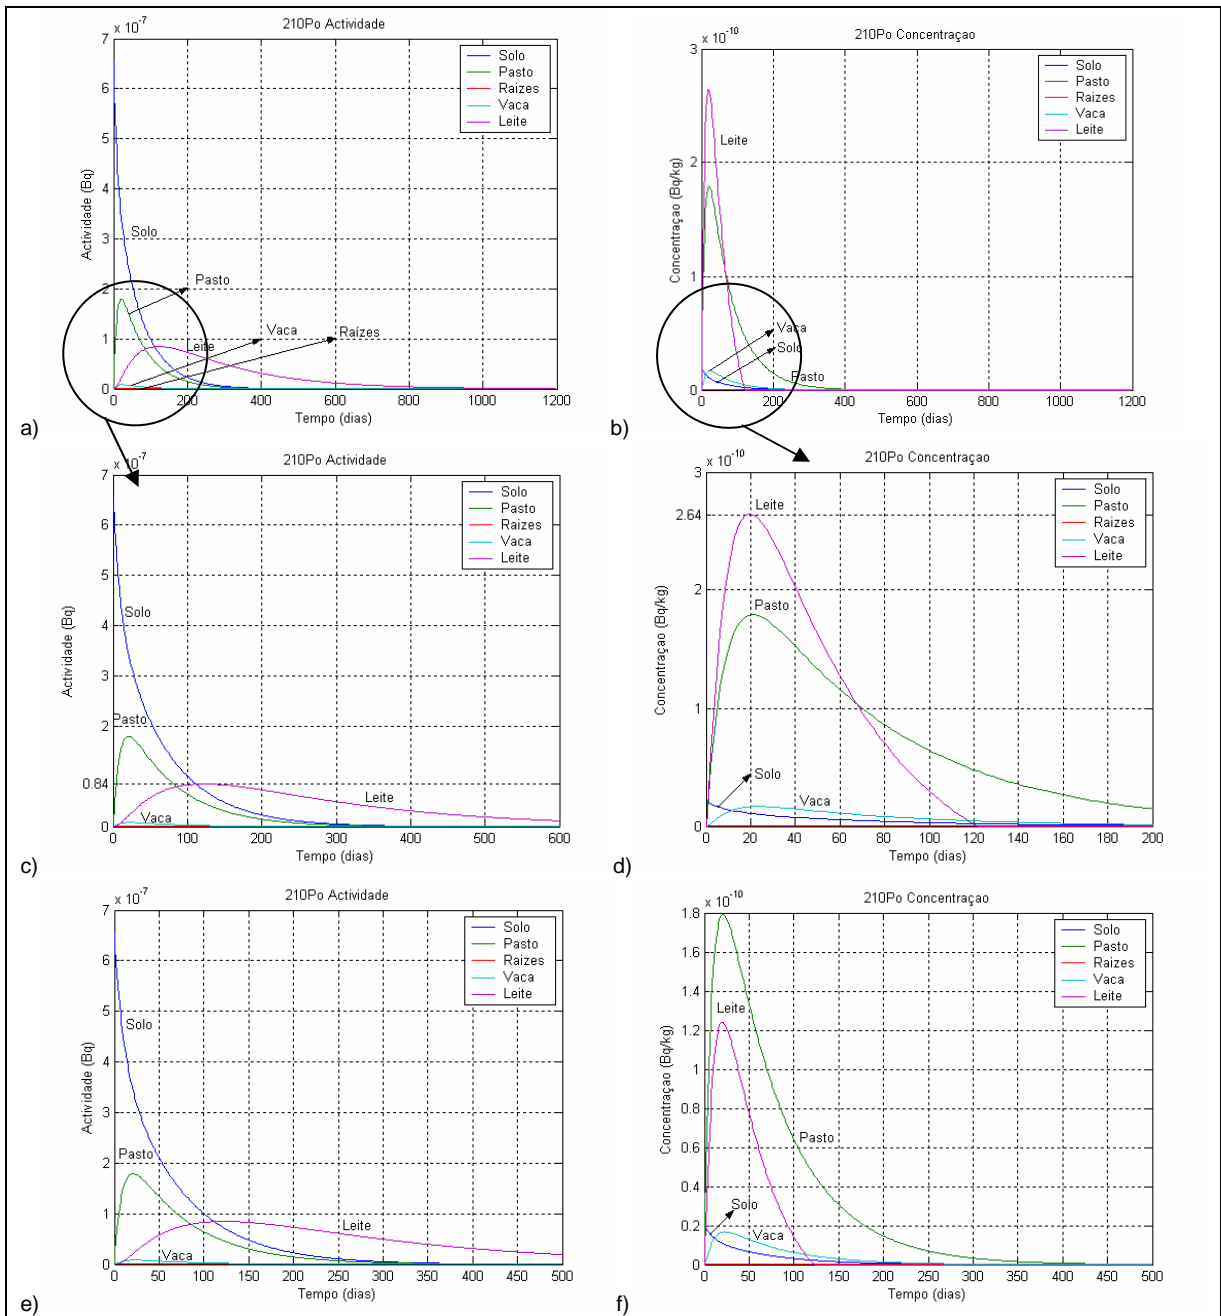 210Po Actividade
x 10^-7
7
6
5
4
3
2
1
0
Actividade (Bq)
Solo
Pasto
Raizes
Vaca
Leite
Solo
Pasto
Vaca
Raízes
Leite
0 200 400 600 800 1000 1200
Tempo (dias)
a)
210Po Concentraçao
x 10^-10
3
2
1
0
Concentraçao (Bq/kg)
Solo
Pasto
Raizes
Vaca
Leite
Leite
Vaca
Solo
Pasto
0 200 400 600 800 1000 1200
Tempo (dias)
b)
210Po Actividade
x 10^-7
7
6
5
4
3
2
0.84
0
Actividade (Bq)
Solo
Pasto
Raizes
Vaca
Leite
Solo
Pasto
Leite
Vaca
0 100 200 300 400 500 600
Tempo (dias)
c)
210Po Concentraçao
x 10^-10
3
2.64
2
1
0
Concentraçao (Bq/kg)
Solo
Pasto
Raizes
Vaca
Leite
Leite
Pasto
Solo
Vaca
0 20 40 60 80 100 120 140 160 180 200
Tempo (dias)
d)
210Po Actividade
x 10^-7
7
6
5
4
3
2
1
0
Actividade (Bq)
Solo
Pasto
Raizes
Vaca
Leite
Solo
Pasto
Leite
Vaca
0 50 100 150 200 250 300 350 400 450 500
Tempo (dias)
e)
210Po Concentraçao
x 10^-10
1.8
1.6
1.4
1.2
1
0.8
0.6
0.4
0.2
0
Concentraçao (Bq/kg)
Solo
Pasto
Raizes
Vaca
Leite
Leite
Pasto
Solo
Vaca
0 50 100 150 200 250 300 350 400 450 500
Tempo (dias)
f)